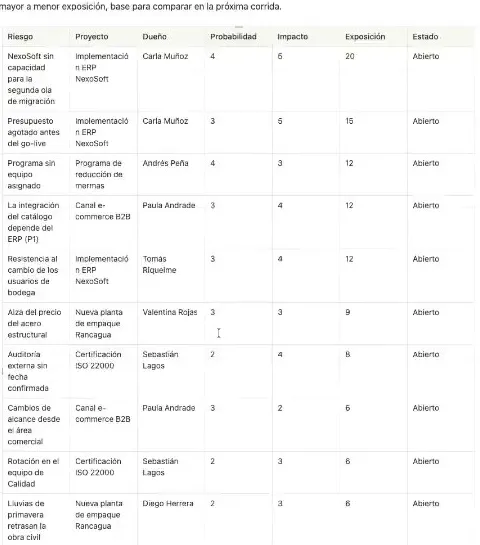 mayor a menor exposición, base para comparar en la próxima corrida.
Riesgo Proyecto Dueño Probabilidad Impacto Exposición Estado
NexoSoft sin Implementació Carla Muñoz 4 5 20 Abierto
capacidad n ERP
para la NexoSoft
segunda ola
de migración
Presupuesto Implementació Carla Muñoz 3 5 15 Abierto
agotado antes n ERP
del go-live NexoSoft
Programa sin Programa de Andrés Peña 4 3 12 Abierto
equipo reducción de
asignado mermas
La integración Canal e- Paula Andrade 3 4 12 Abierto
del catálogo commerce B2B
depende del
ERP (P1)
Resistencia al Implementació Tomás 3 4 12 Abierto
cambio de los n ERP Riquelme
usuarios de NexoSoft
bodega
Alza del precio Nueva planta Valentina Rojas 3 3 9 Abierto
del acero de empaque
estructural Rancagua
Auditoría Certificación Sebastián 2 4 8 Abierto
externa sin ISO 22000 Lagos
fecha
confirmada
Cambios de Canal e- Paula Andrade 3 2 6 Abierto
alcance desde commerce B2B
el área
comercial
Rotación en el Certificación Sebastián 2 3 6 Abierto
equipo de ISO 22000 Lagos
Calidad
Lluvias de Nueva planta Diego Herrera 2 3 6 Abierto
primavera de empaque
retrasan la Rancagua
obra civil